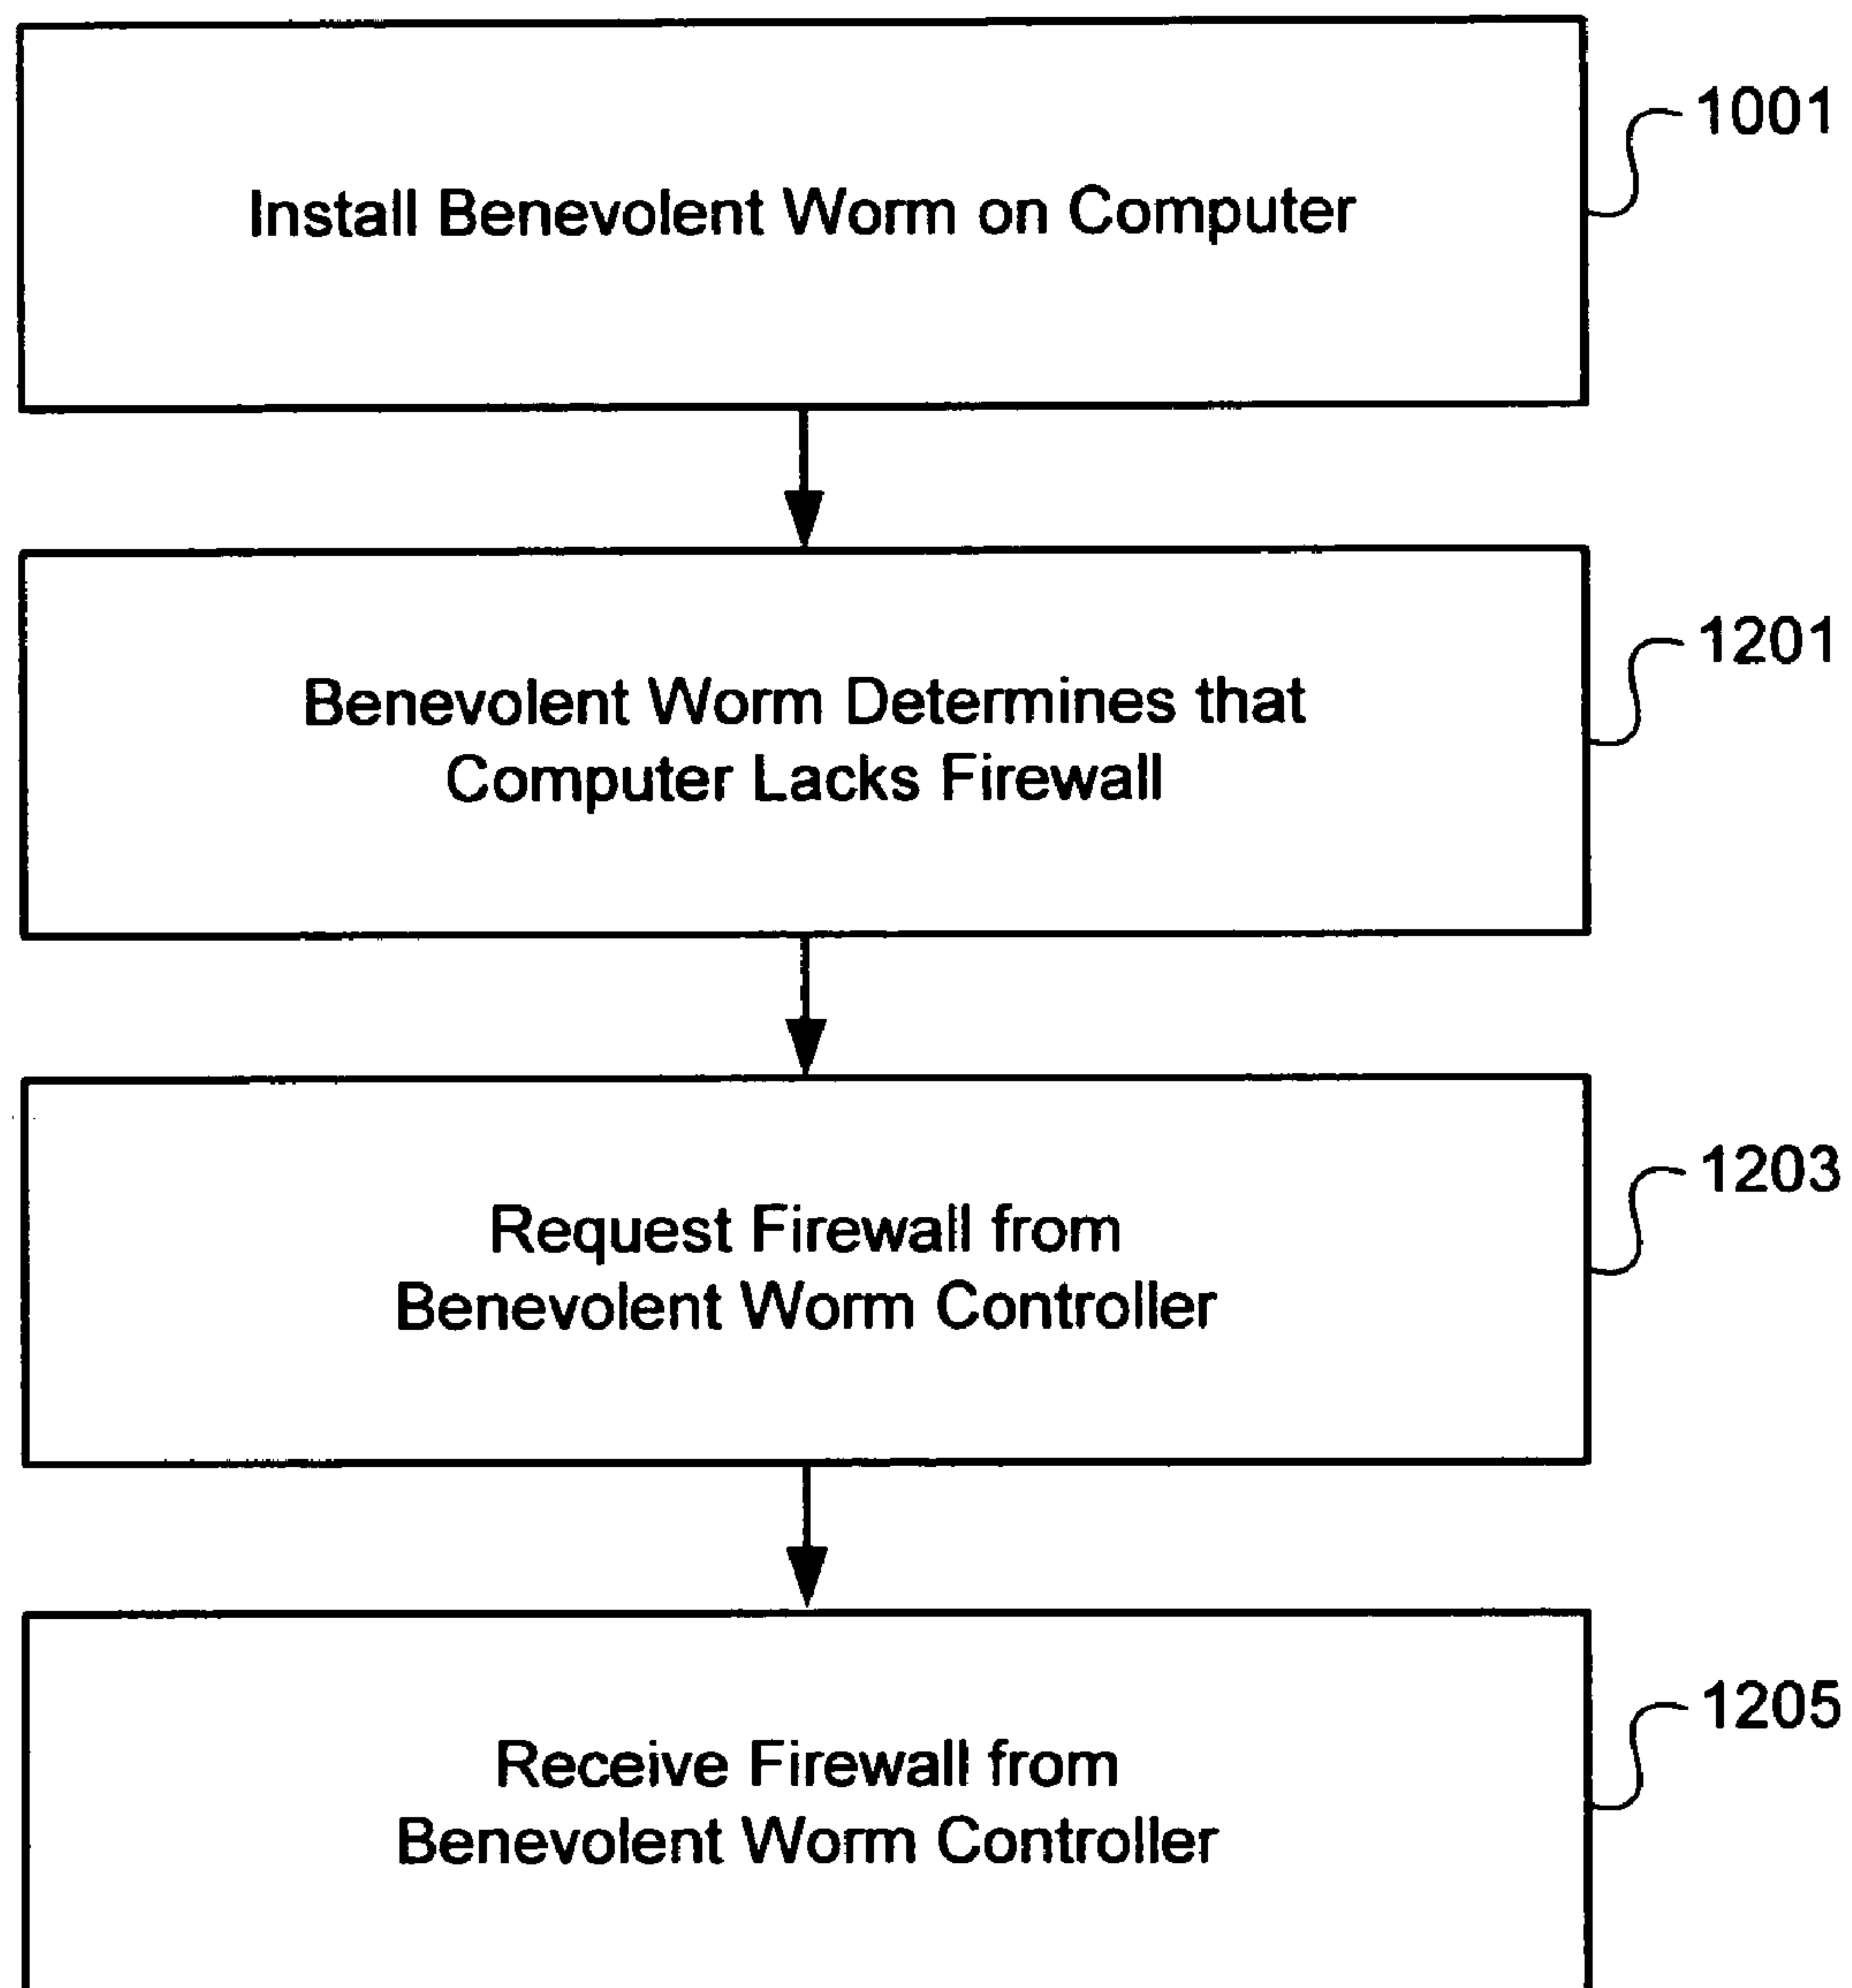 Install Benevolent Worm on Computer
1001
Benevolent Worm Determines that
Computer Lacks Firewall
1201
Request Firewall from
Benevolent Worm Controller
1203
Receive Firewall from
Benevolent Worm Controller
1205